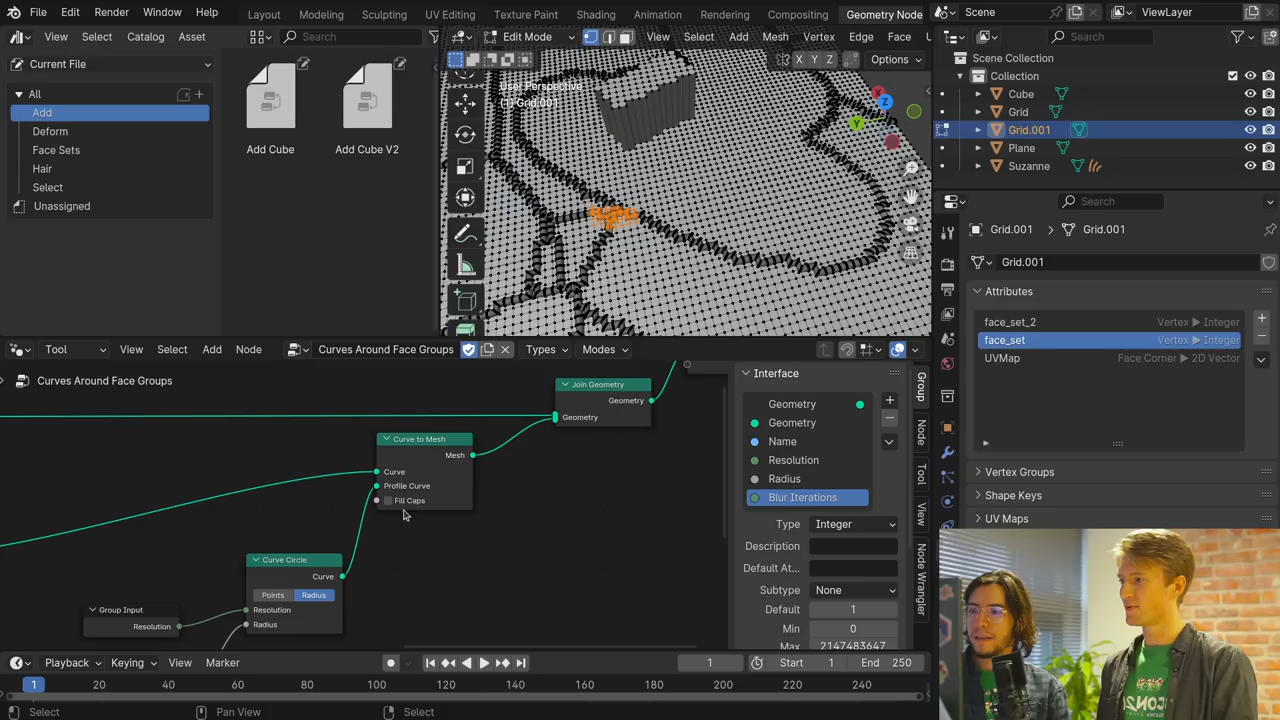 File Edit Render Window Help
Layout Modeling Sculpting UV Editing Texture Paint Shading Animation Rendering Compositing Geometry Node
Scene
ViewLayer
View Select Catalog Asset
Search
Edit Mode
View Select Add Mesh Vertex Edge Face U
Search
Current File
X Y Z
Options
All
Add
Deform
Face Sets
Hair
Select
Unassigned
Add Cube
Add Cube V2
User Perspective
(1) Grid.001
Scene Collection
Collection
Cube
Grid
Grid.001
Plane
Suzanne
Search
Grid.001
Grid.001
Grid.001
Attributes
face_set_2 Vertex ▶ Integer
face_set Vertex ▶ Integer
UVMap Face Corner ▶ 2D Vector
Vertex Groups
Shape Keys
UV Maps
Tool
View Select Add Node
Curves Around Face Groups
Types
Modes
Curves Around Face Groups
Join Geometry
Geometry
Geometry
Curve to Mesh
Mesh
Curve
Profile Curve
Fill Caps
Curve Circle
Curve
Points Radius
Resolution
Radius
Group Input
Resolution
Interface
Geometry
Geometry
Name
Resolution
Radius
Blur Iterations
Type Integer
Description
Default At...
Subtype None
Default 1
Min 0
Max 2147483647
Group
Node
Tool
View
Node Wrangler
Playback Keying View Marker
1
Start 1
End 250
1 20 40 60 80 100 120 140 160 180 200 220 240
Select
Pan View
Select